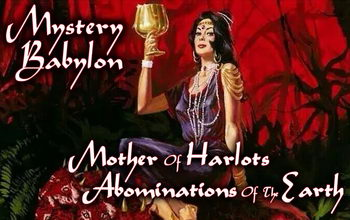 Mystery
Babylon
Mother Of Harlots
Abominations Of The Earth